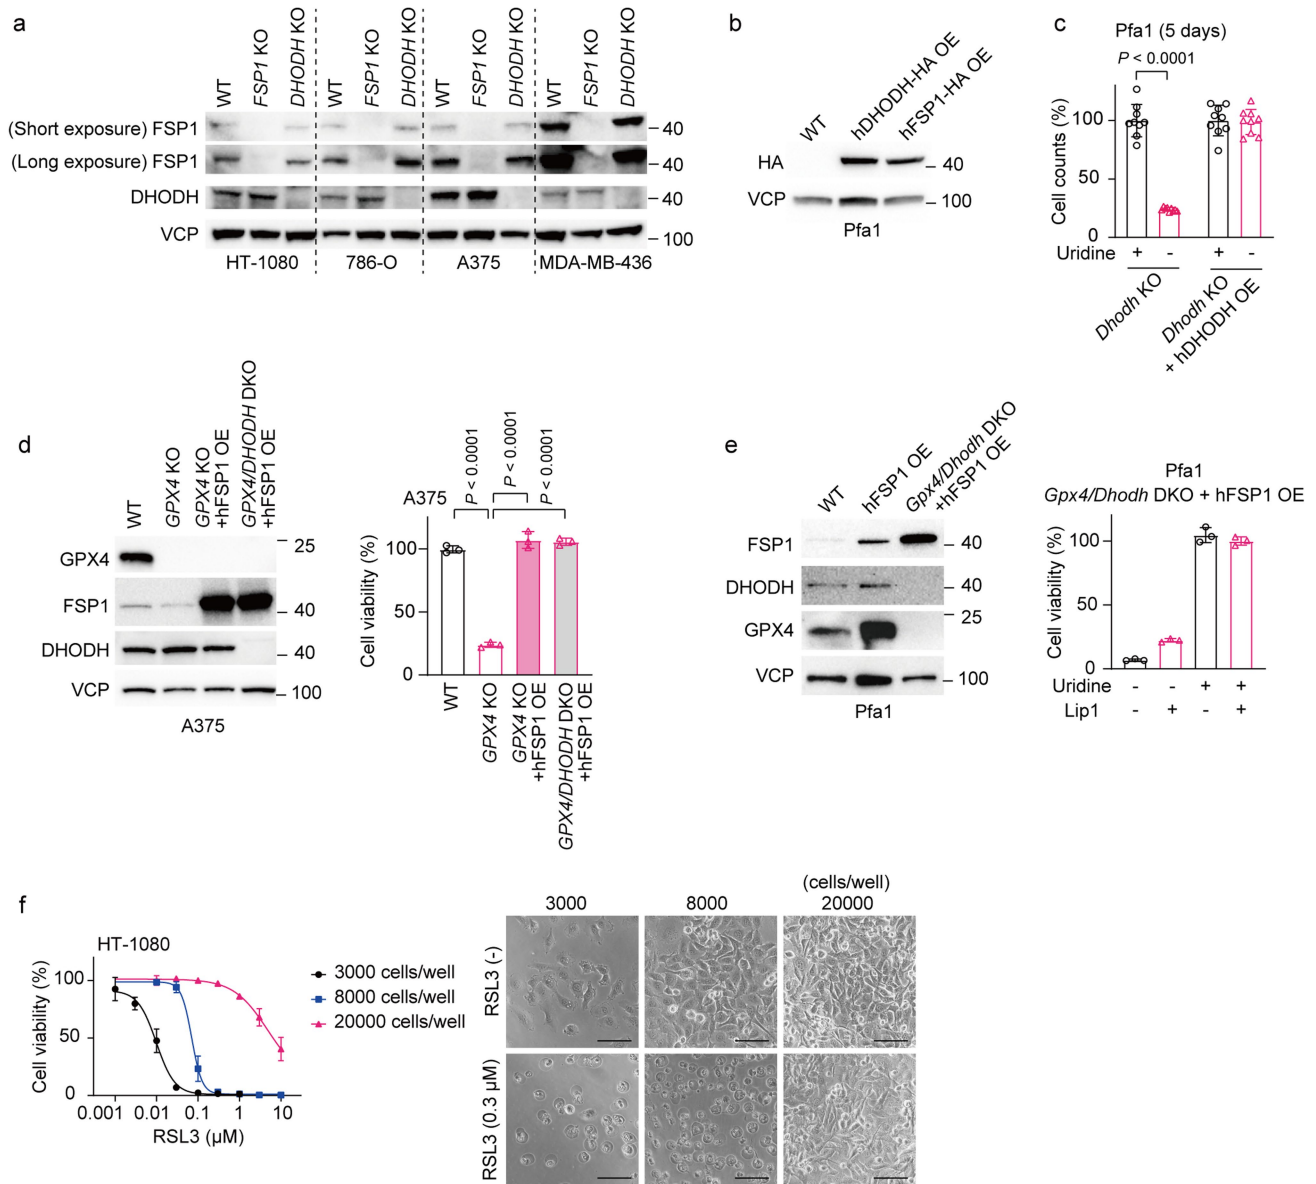 a
WT
FSP1 KO
DHODH KO
WT
FSP1 KO
DHODH KO
WT
FSP1 KO
DHODH KO
WT
FSP1 KO
DHODH KO
(Short exposure) FSP1
40
(Long exposure) FSP1
40
DHODH
40
VCP
100
HT-1080
786-O
A375
MDA-MB-436
b
WT
hDHODH-HA OE
hFSP1-HA OE
HA
40
VCP
100
Pfa1
c
Pfa1 (5 days)
P < 0.0001
Cell counts (%)
100
50
0
Uridine + - + -
Dhodh KO
Dhodh KO
+ hDHODH OE
d
WT
GPX4 KO
GPX4 KO
+hFSP1 OE
GPX4/DHODH DKO
+hFSP1 OE
GPX4
25
FSP1
40
DHODH
40
VCP
100
A375
A375
P < 0.0001
P < 0.0001
P < 0.0001
Cell viability (%)
100
50
0
WT
GPX4 KO
GPX4 KO
+hFSP1 OE
GPX4/DHODH DKO
+hFSP1 OE
e
WT
hFSP1 OE
Gpx4/Dhodh DKO
+hFSP1 OE
FSP1
40
DHODH
40
GPX4
25
20
VCP
100
Pfa1
Pfa1
Gpx4/Dhodh DKO + hFSP1 OE
Cell viability (%)
100
50
0
Uridine - - + +
Lip1 - + - +
f
HT-1080
Cell viability (%)
100
50
0
0.001 0.01 0.1 1 10
RSL3 (μM)
3000 cells/well
8000 cells/well
20000 cells/well
(cells/well)
3000 8000 20000
RSL3 (-)
RSL3 (0.3 μM)